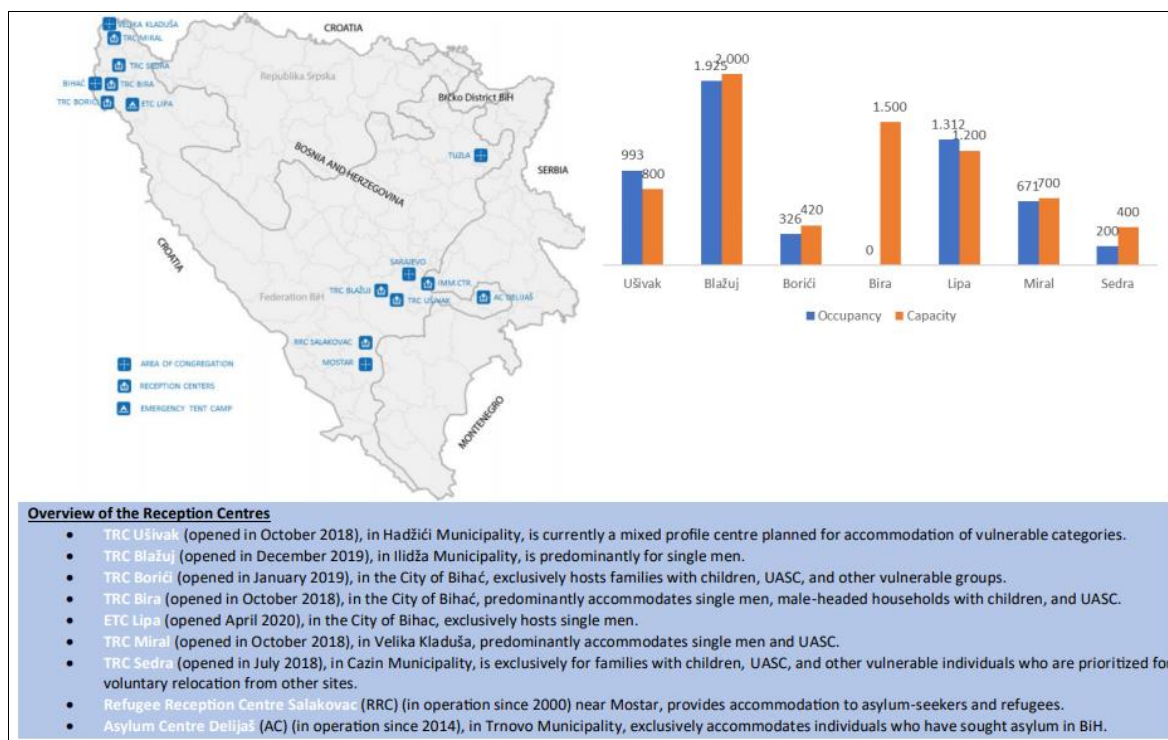 VELIKA KLADUŠA
TRC MIRAL
CROATIA
TRC SEDRA
Republika Srpska
BIHAĆ
TRC BIRA
TRC BORIĆI
ETC LIPA
Brčko District BiH
BOSNIA AND HERZEGOVINA
TUZLA
SERBIA
CROATIA
SARAJEVO
IMM.CTR.
TRC BLAŽUJ
TRC UŠIVAK
AC DELIJAŠ
Federation BiH
RRC SALAKOVAC
MOSTAR
MONTENEGRO
AREA OF CONGREGATION
RECEPTION CENTERS
EMERGENCY TENT CAMP
993
800
1.925
2.000
326
420
0
1.500
1.312
1.200
671
700
200
400
Ušivak Blažuj Borići Bira Lipa Miral Sedra
Occupancy Capacity
Overview of the Reception Centres
• TRC Ušivak (opened in October 2018), in Hadžići Municipality, is currently a mixed profile centre planned for accommodation of vulnerable categories.
• TRC Blažuj (opened in December 2019), in Ilidža Municipality, is predominantly for single men.
• TRC Borići (opened in January 2019), in the City of Bihać, exclusively hosts families with children, UASC, and other vulnerable groups.
• TRC Bira (opened in October 2018), in the City of Bihać, predominantly accommodates single men, male-headed households with children, and UASC.
• ETC Lipa (opened April 2020), in the City of Bihac, exclusively hosts single men.
• TRC Miral (opened in October 2018), in Velika Kladuša, predominantly accommodates single men and UASC.
• TRC Sedra (opened in July 2018), in Cazin Municipality, is exclusively for families with children, UASC, and other vulnerable individuals who are prioritized for
voluntary relocation from other sites.
• Refugee Reception Centre Salakovac (RRC) (in operation since 2000) near Mostar, provides accommodation to asylum-seekers and refugees.
• Asylum Centre Delijaš (AC) (in operation since 2014), in Trnovo Municipality, exclusively accommodates individuals who have sought asylum in BiH.